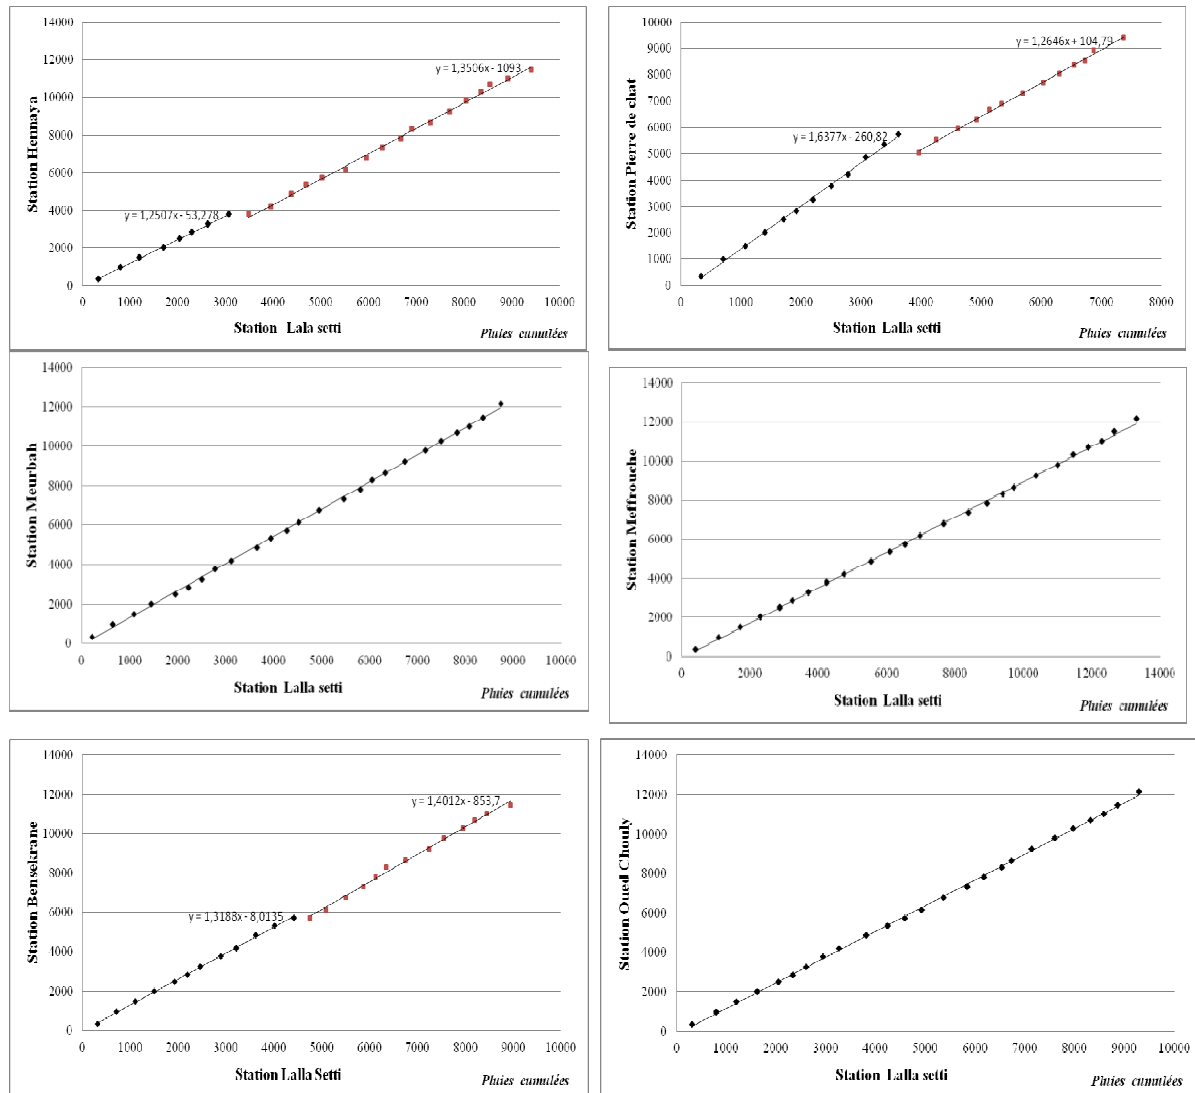 14000
12000
10000
8000
6000
4000
2000
0
Station Hennaya
y = 1,3506x - 1093
y = 1,2507x - 53,278
0 1000 2000 3000 4000 5000 6000 7000 8000 9000 10000
Station Lala setti
Pluies cumulées
10000
9000
8000
7000
6000
5000
4000
3000
2000
1000
0
Station Pierre de chat
y = 1,2646x + 104,79
y = 1,6377x - 260,82
0 1000 2000 3000 4000 5000 6000 7000 8000
Station Lalla setti
Pluies cumulées
14000
12000
10000
8000
6000
4000
2000
0
Station Meurbah
0 1000 2000 3000 4000 5000 6000 7000 8000 9000 10000
Station Lalla setti
Pluies cumulées
14000
12000
10000
8000
6000
4000
2000
0
Station Meffrouche
0 2000 4000 6000 8000 10000 12000 14000
Station Lalla setti
Pluies cumulées
14000
12000
10000
8000
6000
4000
2000
0
Station Bensekrane
y = 1,4012x - 853,7
y = 1,3188x - 8,0135
0 1000 2000 3000 4000 5000 6000 7000 8000 9000 10000
Station Lalla Setti
Pluies cumulées
14000
12000
10000
8000
6000
4000
2000
0
Station Oued Chouly
0 1000 2000 3000 4000 5000 6000 7000 8000 9000 10000
Station Lalla setti
Pluies cumulées